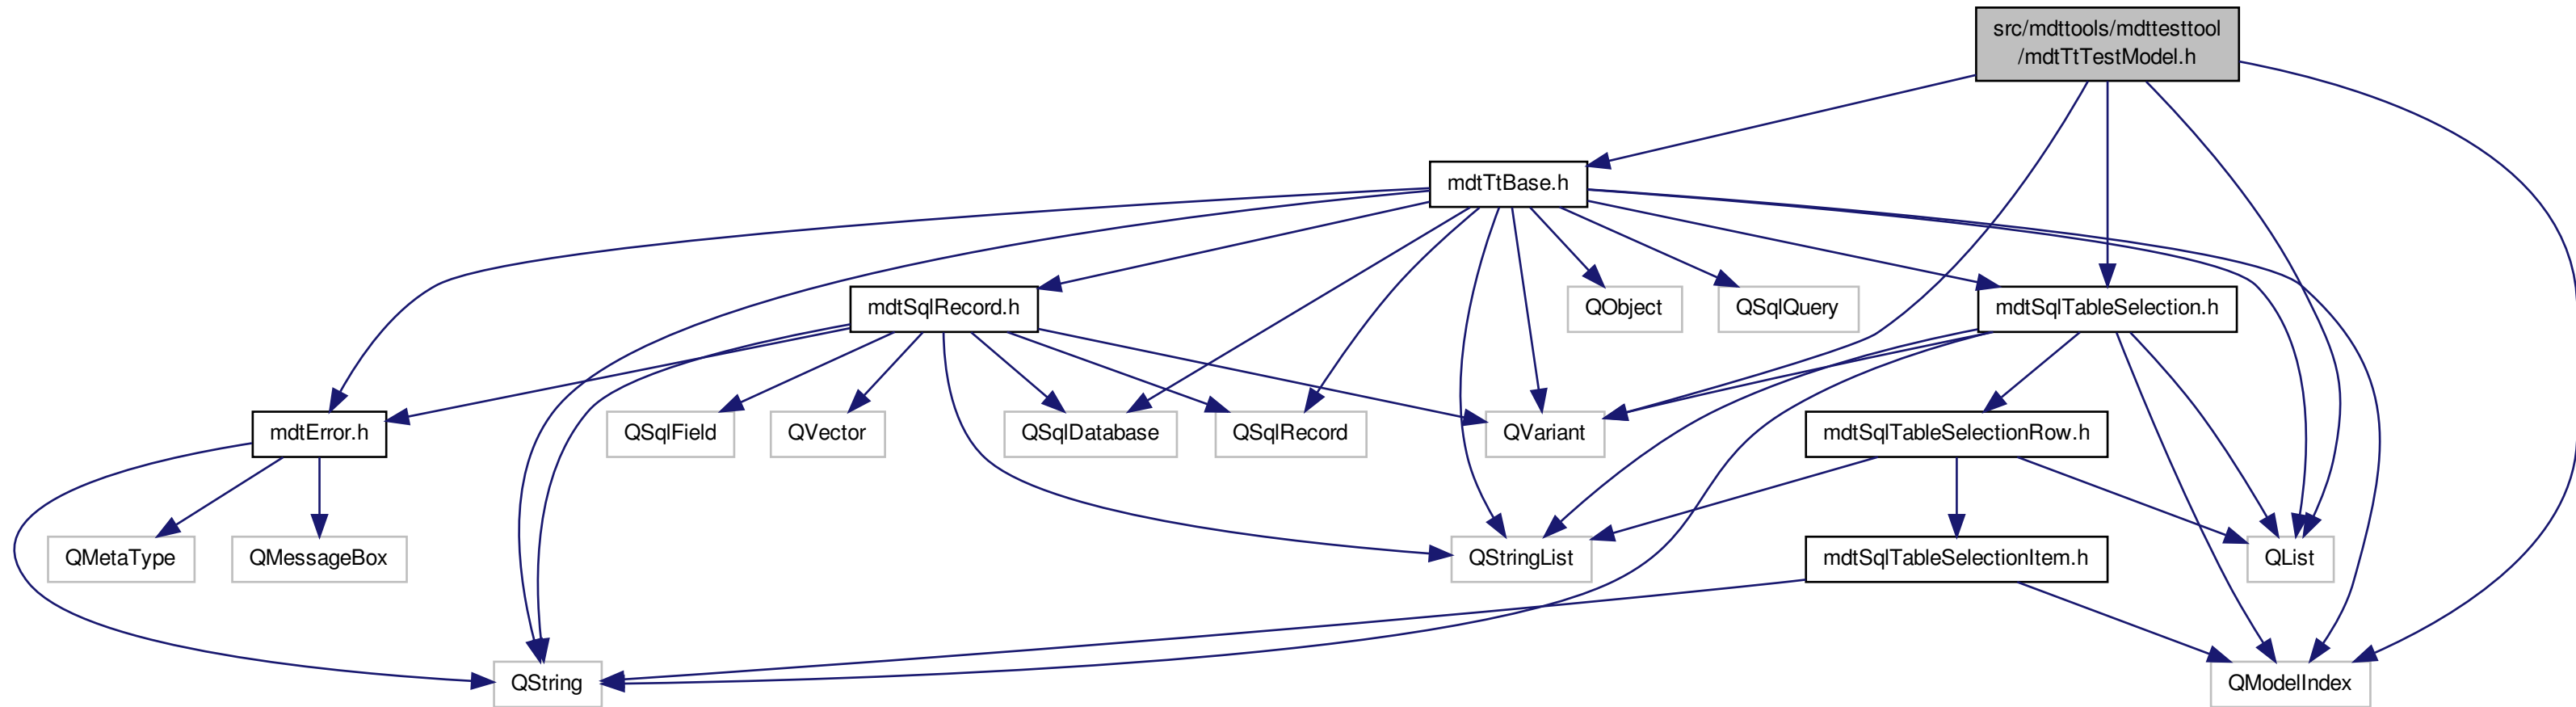 src/mdttools/mdttesttool
/mdtTtTestModel.h
mdtTtBase.h
mdtSqlRecord.h
QObject
QSqlQuery
mdtSqlTableSelection.h
mdtError.h
QSqlField
QVector
QSqlDatabase
QSqlRecord
QVariant
mdtSqlTableSelectionRow.h
QMetaType
QMessageBox
QStringList
mdtSqlTableSelectionItem.h
QList
QString
QModelIndex